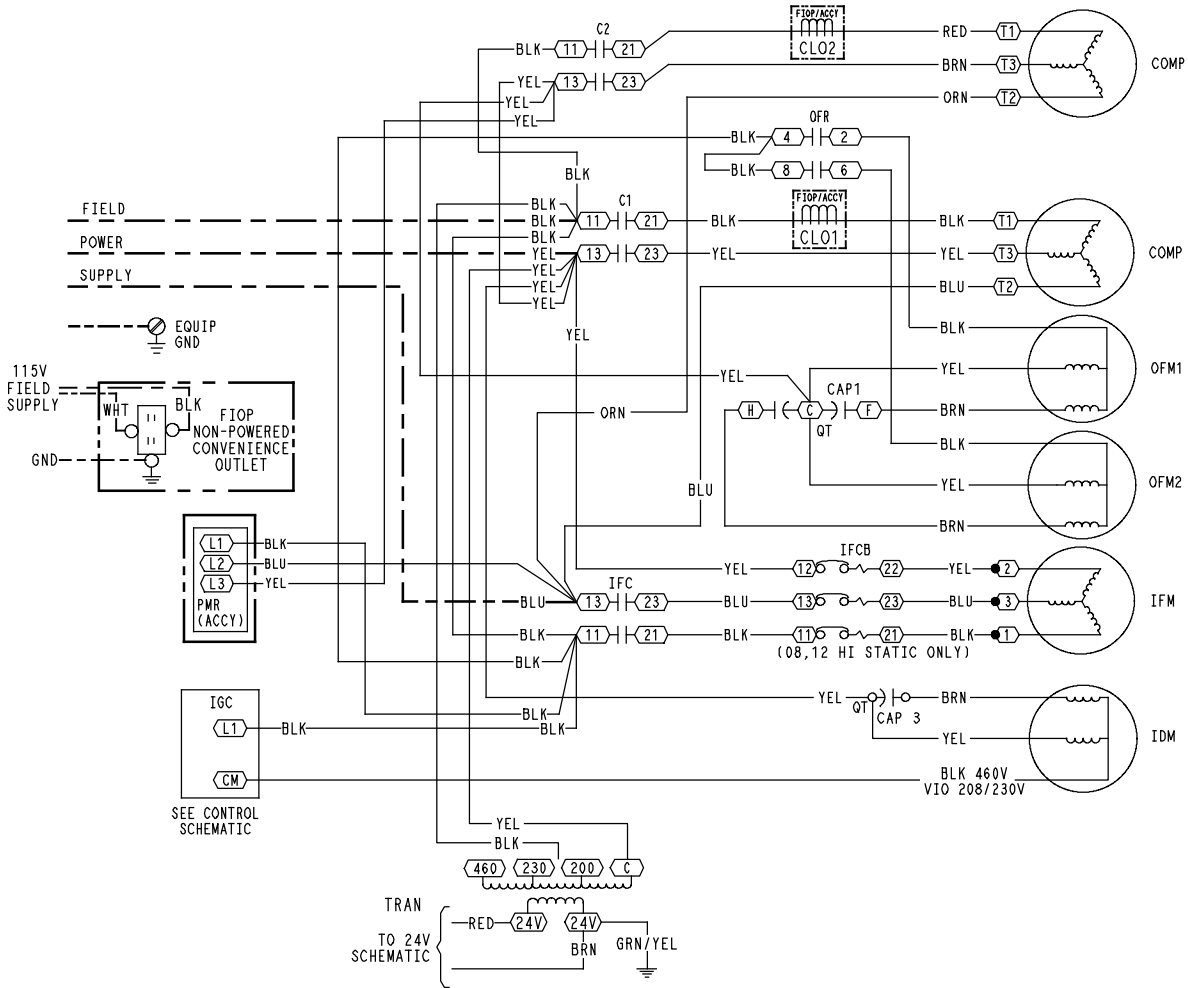 FIOP/ACCY
C2
BLK 11 21 RED T1
CLO2
YEL 13 23 BRN T3 COMP
YEL ORN T2
YEL
OFR
BLK 4 2
BLK 8 6
BLK
FIOP/ACCY
BLK C1
FIELD BLK 11 21 BLK BLK T1
BLK CLO1
POWER YEL 13 23 YEL YEL T3 COMP
YEL
SUPPLY YEL BLU T2
YEL
EQUIP
GND
YEL BLK
115V
FIELD
SUPPLY
WHT BLK
FIOP
NON-POWERED
CONVENIENCE
OUTLET
GND
YEL YEL OFM1
CAP1
ORN H C F BRN
QT
BLK
BLU YEL OFM2
BRN
L1 BLK
L2 BLU
L3 YEL
PMR
(ACCY)
IFCB
YEL 12 22 YEL 2
IFC
BLU 13 23 BLU 13 23 BLU 3 IFM
BLK 11 21 BLK 11 21 BLK 1
(08,12 HI STATIC ONLY)
BLK
IGC
BLK
L1 BLK BLK
YEL BRN
QT CAP 3
YEL IDM
CM BLK 460V
VIO 208/230V
SEE CONTROL
SCHEMATIC
YEL
BLK
460 230 200 C
TRAN
RED 24V 24V
TO 24V
SCHEMATIC
BRN GRN/YEL